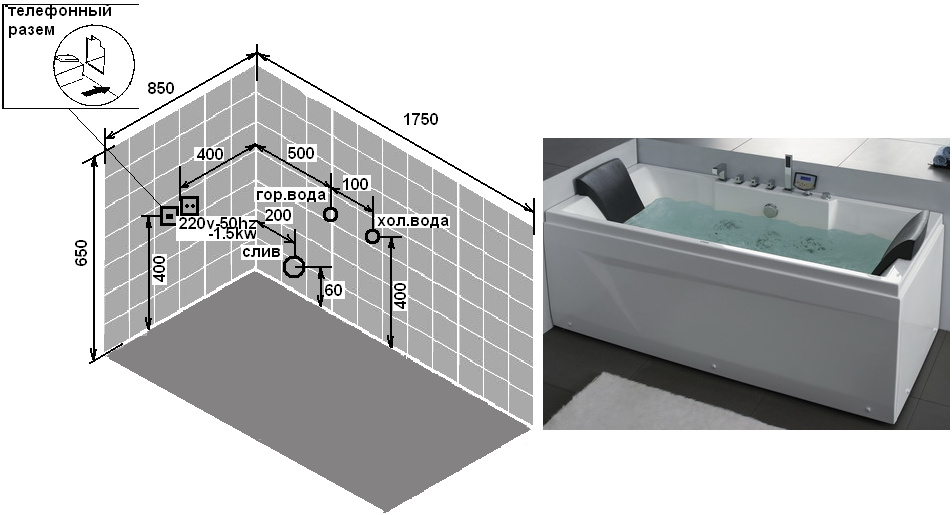 телефонный
разем
850
1750
400
500
100
гор.вода
хол.вода
200
220v-50hz
-1.5kw
слив
650
400
60
400